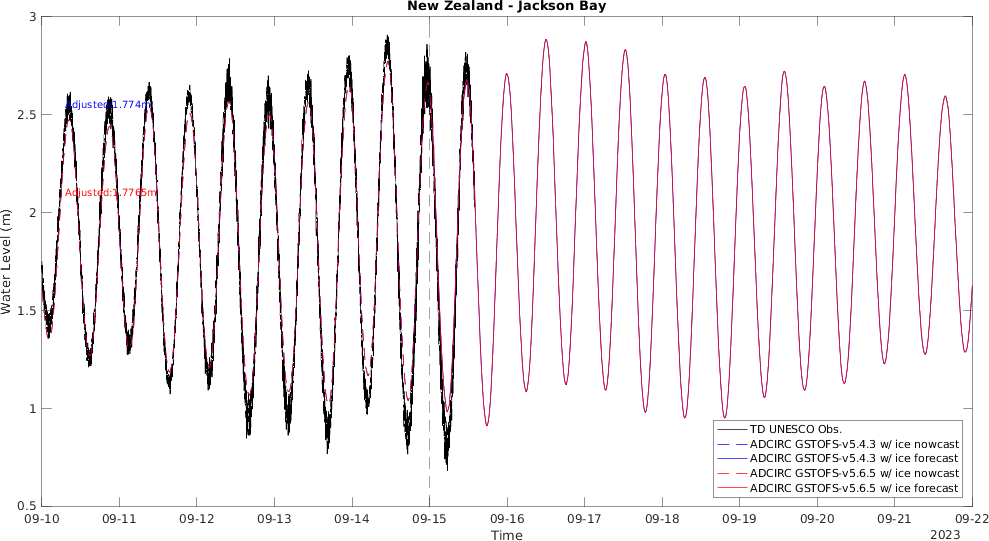 New Zealand - Jackson Bay
3
2.5
2
1.5
1
0.5
Water Level (m)
Adjusted:1.774m
Adjusted:1.7765m
TD UNESCO Obs.
ADCIRC GSTOFS-v5.4.3 w/ ice nowcast
ADCIRC GSTOFS-v5.4.3 w/ ice forecast
ADCIRC GSTOFS-v5.6.5 w/ ice nowcast
ADCIRC GSTOFS-v5.6.5 w/ ice forecast
09-10 09-11 09-12 09-13 09-14 09-15 09-16 09-17 09-18 09-19 09-20 09-21 09-22
Time
2023